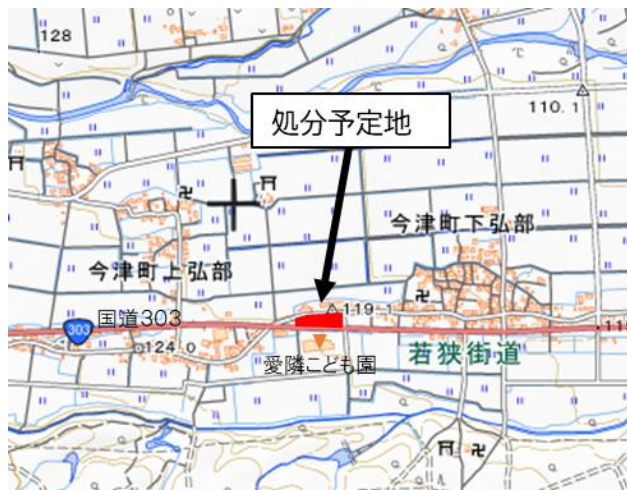 128
110.1
処分予定地
今津町下弘部
今津町上弘部
119.1
国道303
303
124.0
愛隣こども園
若狭街道